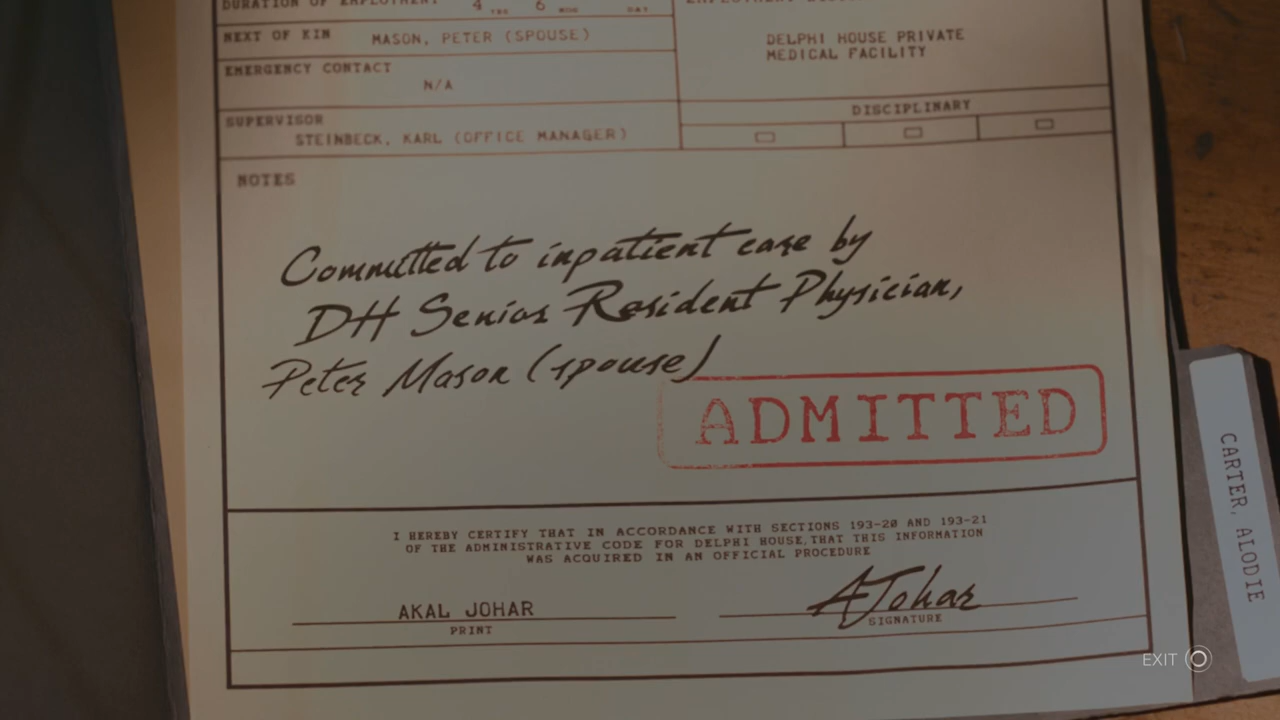 DURATION OF EMPLOYMENT 4 YRS 6 MOS DAY
NEXT OF KIN MASON, PETER (SPOUSE)
DELPHI HOUSE PRIVATE
MEDICAL FACILITY
EMERGENCY CONTACT
N/A
DISCIPLINARY
SUPERVISOR
STEINBECK, KARL (OFFICE MANAGER)
NOTES
Committed to inpatient care by
DH Senior Resident Physician,
Peter Mason (spouse)
ADMITTED
I HEREBY CERTIFY THAT IN ACCORDANCE WITH SECTIONS 193-20 AND 193-21
OF THE ADMINISTRATIVE CODE FOR DELPHI HOUSE, THAT THIS INFORMATION
WAS ACQUIRED IN AN OFFICIAL PROCEDURE
AKAL JOHAR
PRINT
AJohar
SIGNATURE
CARTER, ALODIE
EXIT